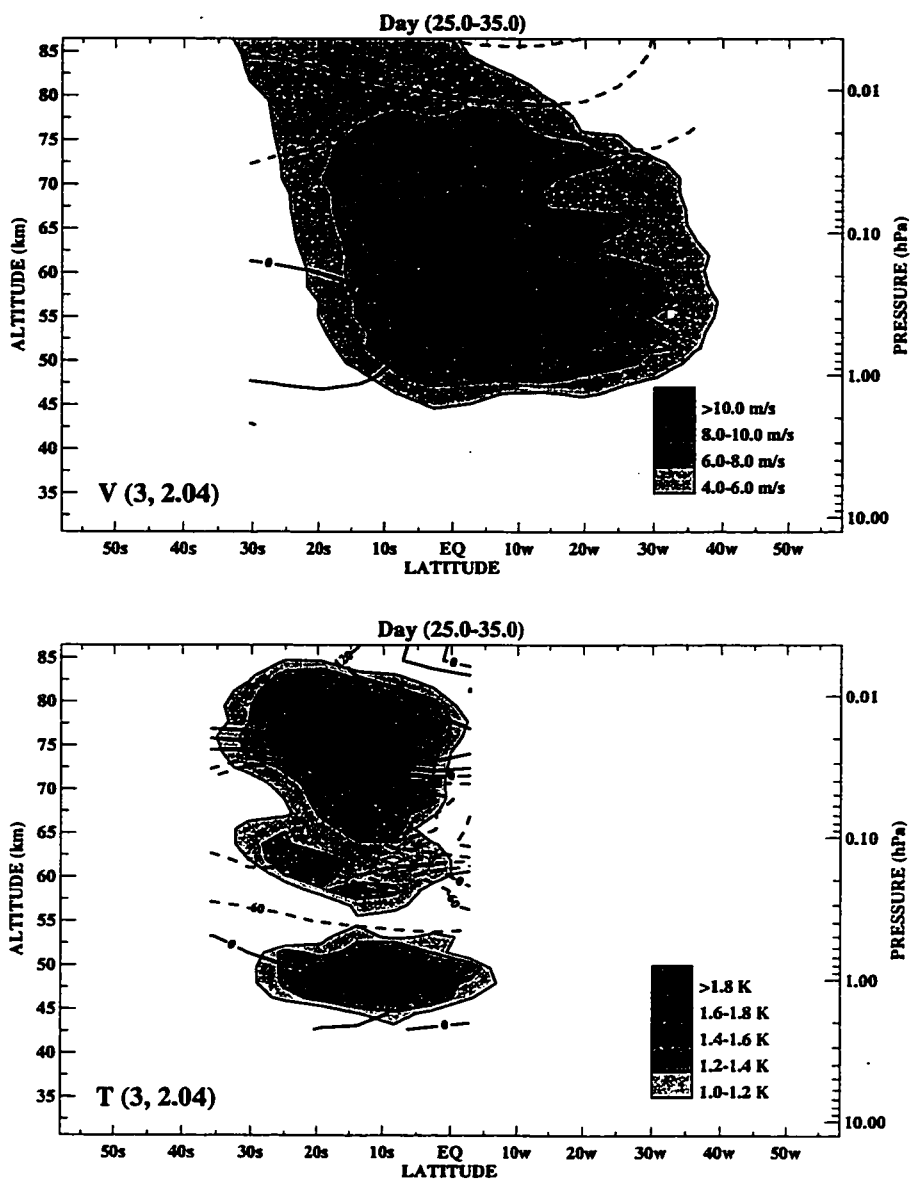 Day (25.0-35.0)
85
80
75
70
65
60
55
50
45
40
35
ALTITUDE (km)
0
0.01
0.10
1.00
10.00
PRESSURE (hPa)
>10.0 m/s
8.0-10.0 m/s
6.0-8.0 m/s
4.0-6.0 m/s
V (3, 2.04)
50s 40s 30s 20s 10s EQ 10w 20w 30w 40w 50w
LATITUDE
Day (25.0-35.0)
85
80
75
70
65
60
55
50
45
40
35
ALTITUDE (km)
0
60
0
0
0
0.01
0.10
1.00
10.00
PRESSURE (hPa)
>1.8 K
1.6-1.8 K
1.4-1.6 K
1.2-1.4 K
1.0-1.2 K
T (3, 2.04)
50s 40s 30s 20s 10s EQ 10w 20w 30w 40w 50w
LATITUDE